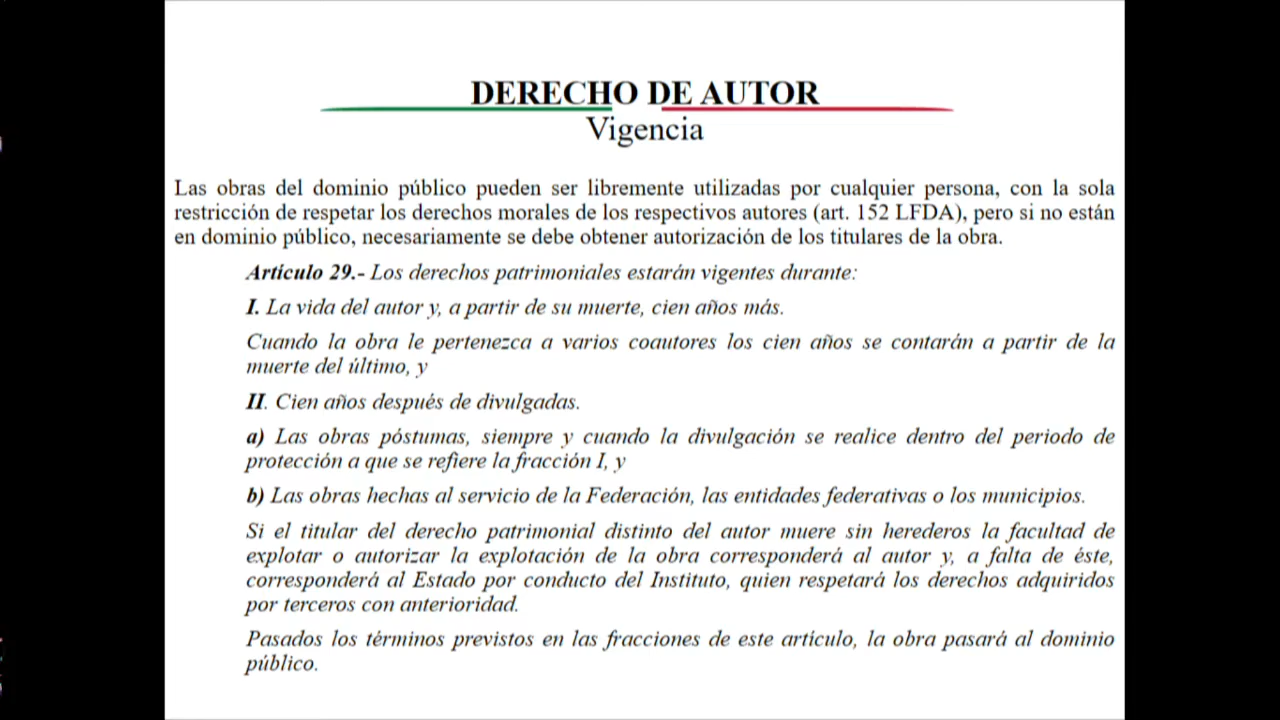 DERECHO DE AUTOR
Vigencia
Las obras del dominio público pueden ser libremente utilizadas por cualquier persona, con la sola
restricción de respetar los derechos morales de los respectivos autores (art. 152 LFDA), pero si no están
en dominio público, necesariamente se debe obtener autorización de los titulares de la obra.
Artículo 29.- Los derechos patrimoniales estarán vigentes durante:
I. La vida del autor y, a partir de su muerte, cien años más.
Cuando la obra le pertenezca a varios coautores los cien años se contarán a partir de la
muerte del último, y
II. Cien años después de divulgadas.
a) Las obras póstumas, siempre y cuando la divulgación se realice dentro del periodo de
protección a que se refiere la fracción I, y
b) Las obras hechas al servicio de la Federación, las entidades federativas o los municipios.
Si el titular del derecho patrimonial distinto del autor muere sin herederos la facultad de
explotar o autorizar la explotación de la obra corresponderá al autor y, a falta de éste,
corresponderá al Estado por conducto del Instituto, quien respetará los derechos adquiridos
por terceros con anterioridad.
Pasados los términos previstos en las fracciones de este artículo, la obra pasará al dominio
público.